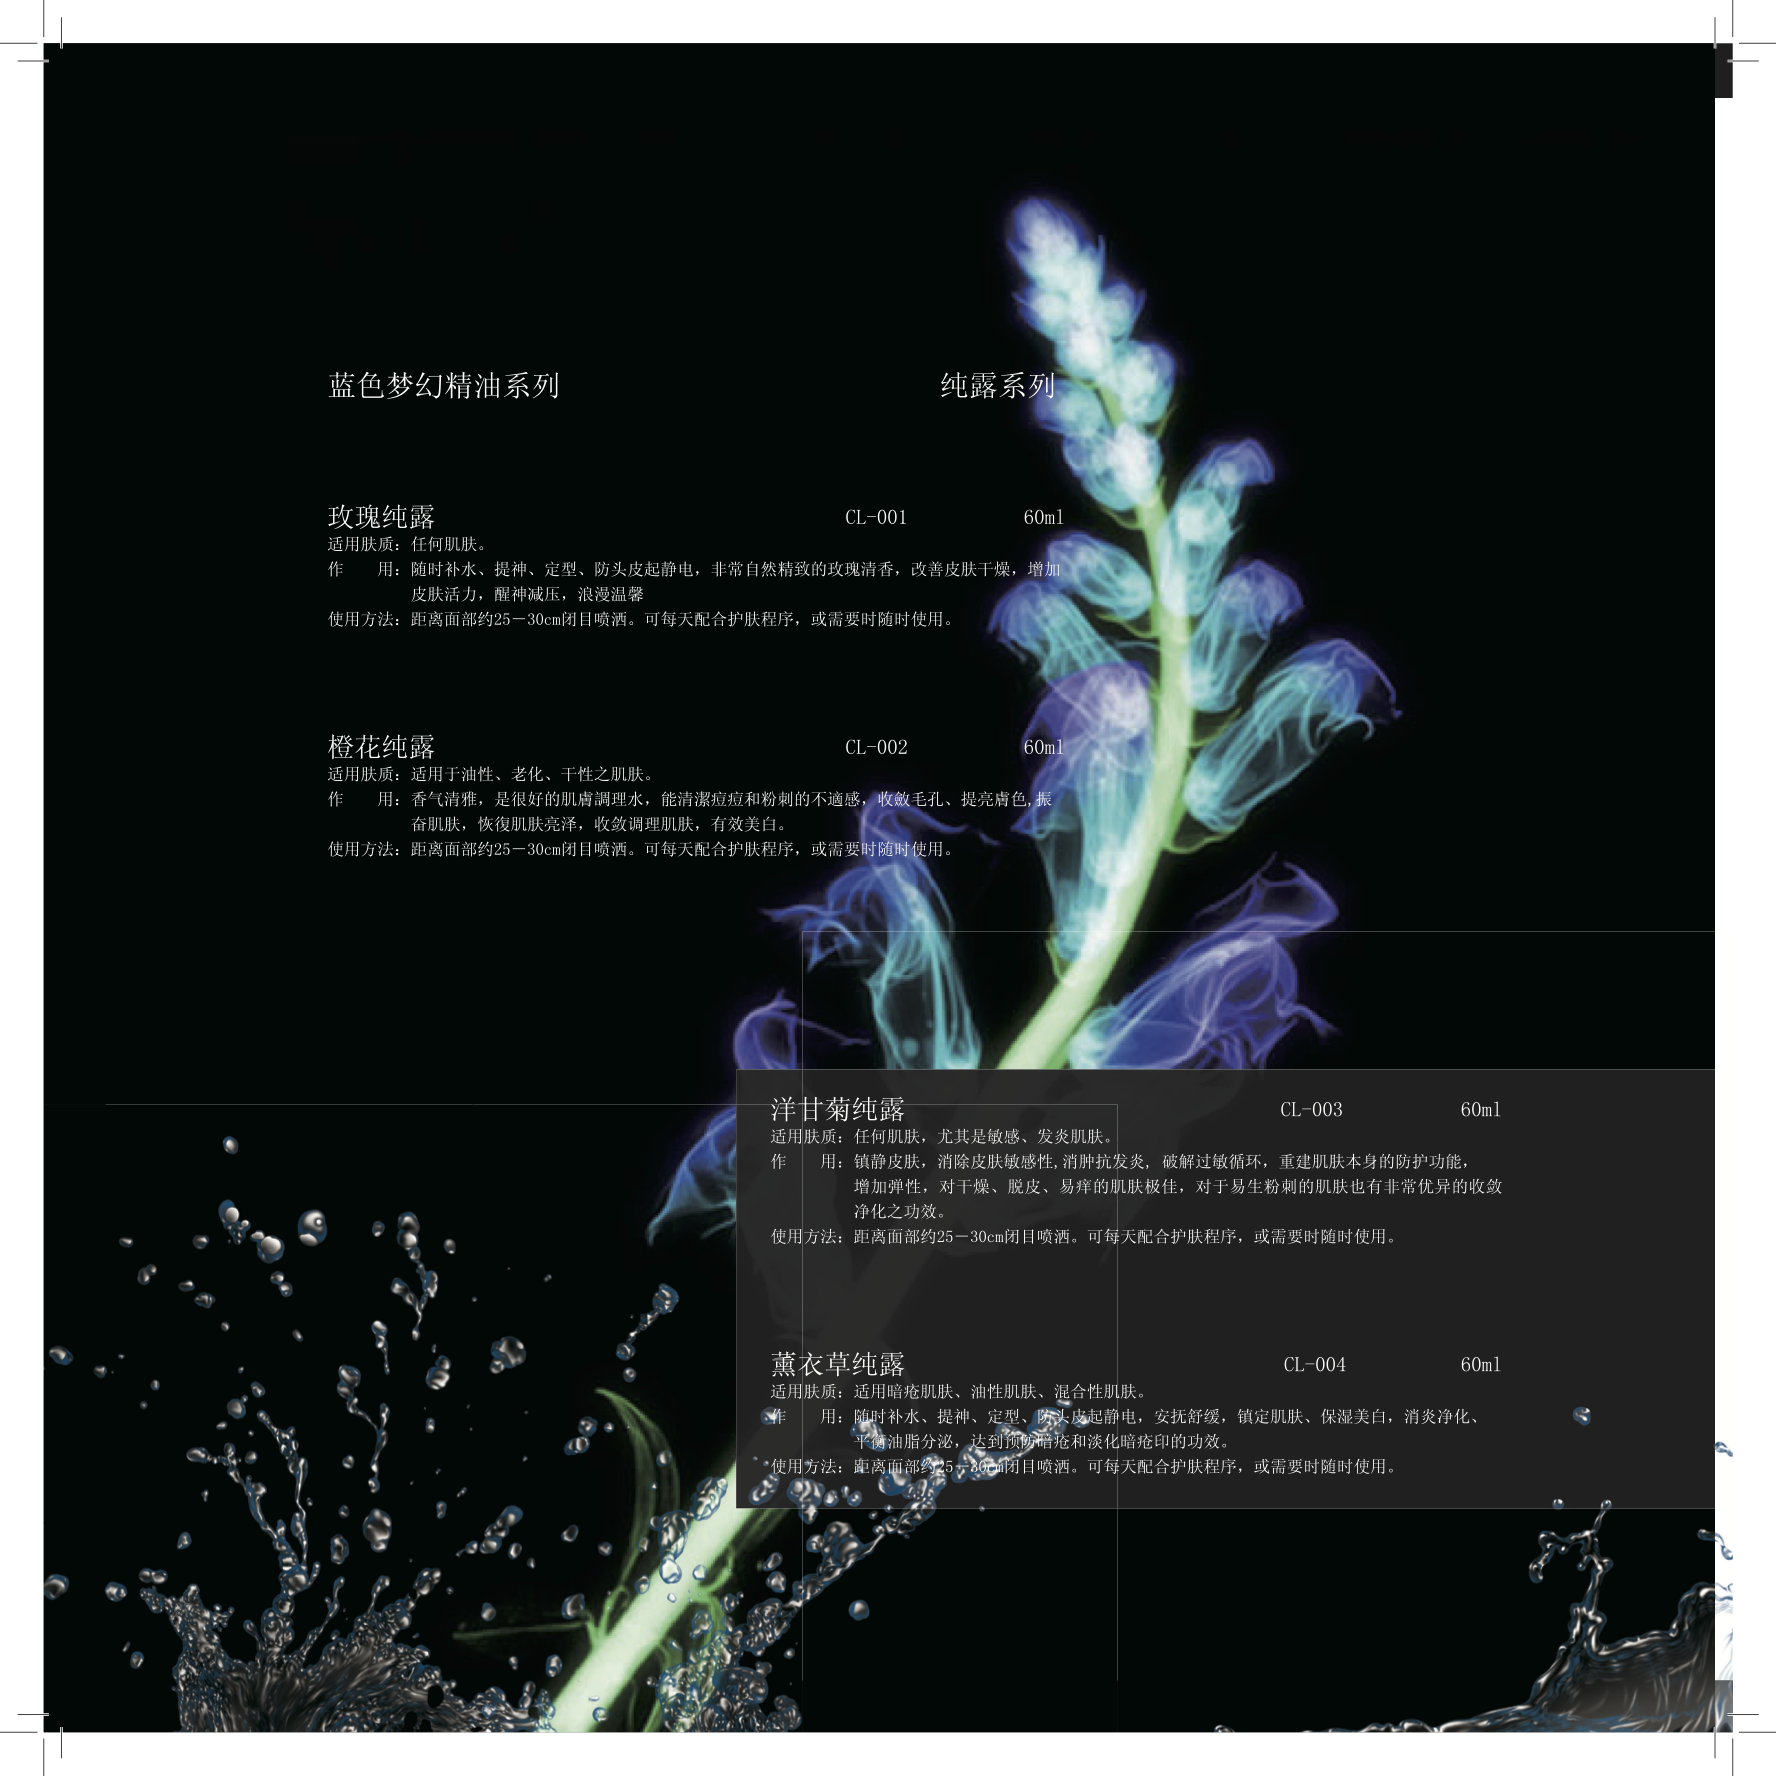 蓝色梦幻精油系列 纯露系列
玫瑰纯露 CL-001 60ml
适用肤质：任何肌肤。
作　　用：随时补水、提神、定型、防头皮起静电，非常自然精致的玫瑰清香，改善皮肤干燥，增加
皮肤活力，醒神减压，浪漫温馨
使用方法：距离面部约25－30cm闭目喷洒。可每天配合护肤程序，或需要时随时使用。
橙花纯露 CL-002 60ml
适用肤质：适用于油性、老化、干性之肌肤。
作　　用：香气清雅，是很好的肌膚調理水，能清潔痘痘和粉刺的不適感，收斂毛孔、提亮膚色,振
奋肌肤，恢復肌肤亮泽，收敛调理肌肤，有效美白。
使用方法：距离面部约25－30cm闭目喷洒。可每天配合护肤程序，或需要时随时使用。
洋甘菊纯露 CL-003 60ml
适用肤质：任何肌肤，尤其是敏感、发炎肌肤。
作　　用：镇静皮肤，消除皮肤敏感性,消肿抗发炎, 破解过敏循环，重建肌肤本身的防护功能，
增加弹性，对干燥、脱皮、易痒的肌肤极佳，对于易生粉刺的肌肤也有非常优异的收敛
净化之功效。
使用方法：距离面部约25－30cm闭目喷洒。可每天配合护肤程序，或需要时随时使用。
薰衣草纯露 CL-004 60ml
适用肤质：适用暗疮肌肤、油性肌肤、混合性肌肤。
作　　用：随时补水、提神、定型、防头皮起静电，安抚舒缓，镇定肌肤、保湿美白，消炎净化、
平衡油脂分泌，达到预防暗疮和淡化暗疮印的功效。
使用方法：距离面部约25－30cm闭目喷洒。可每天配合护肤程序，或需要时随时使用。